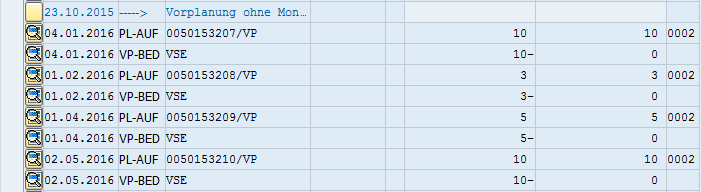 23.10.2015 -----> Vorplanung ohne Mon…
04.01.2016 PL-AUF 0050153207/VP 10 10 0002
04.01.2016 VP-BED VSE 10- 0
01.02.2016 PL-AUF 0050153208/VP 3 3 0002
01.02.2016 VP-BED VSE 3- 0
01.04.2016 PL-AUF 0050153209/VP 5 5 0002
01.04.2016 VP-BED VSE 5- 0
02.05.2016 PL-AUF 0050153210/VP 10 10 0002
02.05.2016 VP-BED VSE 10- 0